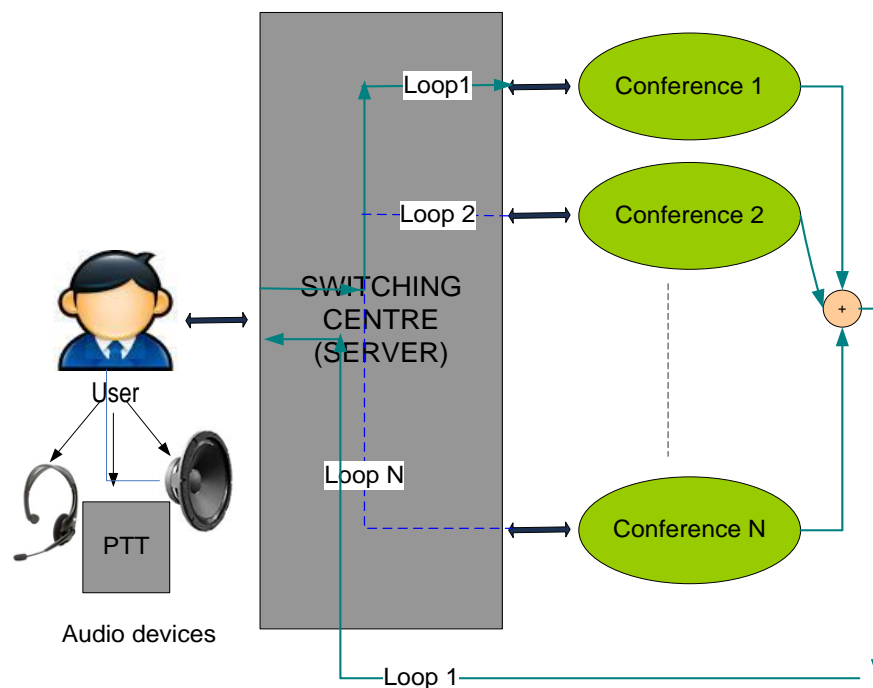 Loop1
Conference 1
Loop 2
Conference 2
SWITCHING
CENTRE
(SERVER)
+
User
Loop N
Conference N
PTT
Audio devices
Loop 1